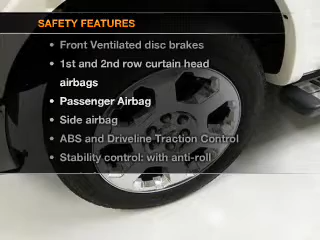 SAFETY FEATURES
• Front Ventilated disc brakes
• 1st and 2nd row curtain head
airbags
• Passenger Airbag
• Side airbag
• ABS and Driveline Traction Control
• Stability control: with anti-roll